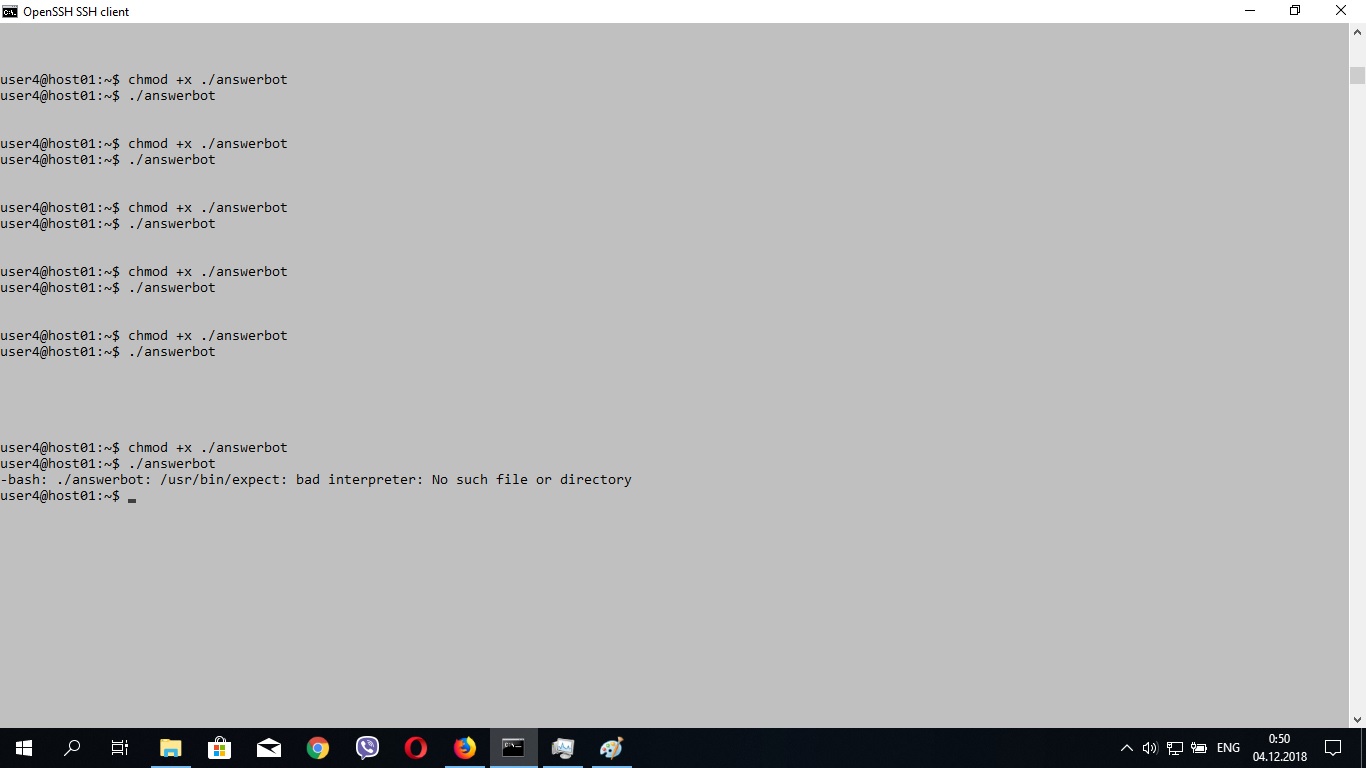 OpenSSH SSH client
user4@host01:~$ chmod +x ./answerbot
user4@host01:~$ ./answerbot
user4@host01:~$ chmod +x ./answerbot
user4@host01:~$ ./answerbot
user4@host01:~$ chmod +x ./answerbot
user4@host01:~$ ./answerbot
user4@host01:~$ chmod +x ./answerbot
user4@host01:~$ ./answerbot
user4@host01:~$ chmod +x ./answerbot
user4@host01:~$ ./answerbot
user4@host01:~$ chmod +x ./answerbot
user4@host01:~$ ./answerbot
-bash: ./answerbot: /usr/bin/expect: bad interpreter: No such file or directory
user4@host01:~$
ENG
0:50
04.12.2018